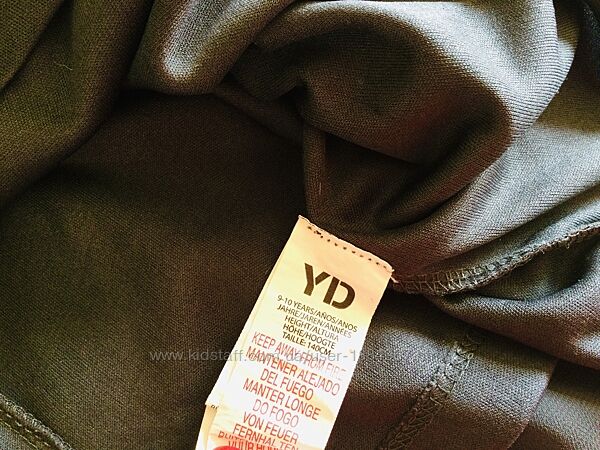 YD
9-10 YEARS/AÑOS/ANOS
JAHRE/JAREN/ANNÉES
HEIGHT/ALTURA
HÖHE/HOOGTE
TAILLE: 140CM
KEEP AWAY FROM FIRE
MANTENER ALEJADO
DEL FUEGO
MANTER LONGE
DO FOGO
VON FEUER
FERNHALTEN
VUUR